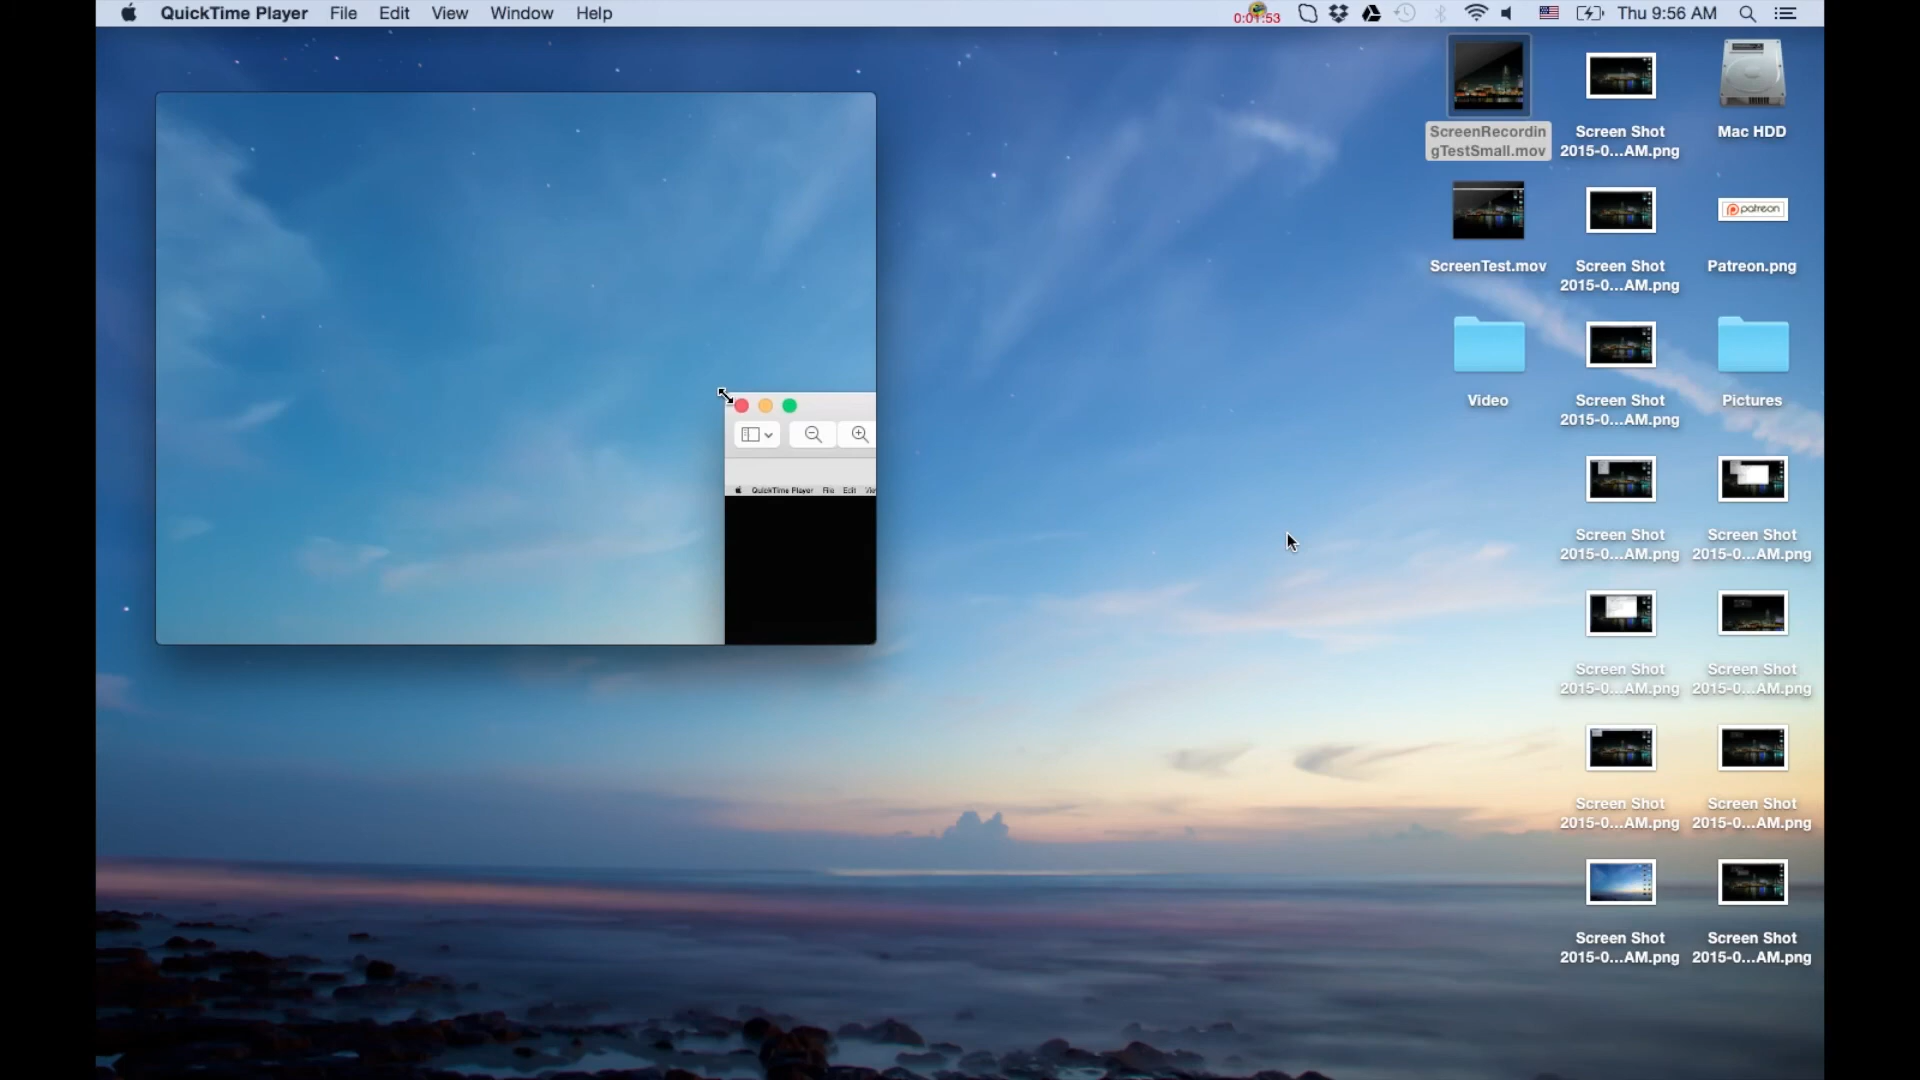 QuickTime Player File Edit View Window Help 0:01:53 Thu 9:56 AM
ScreenRecordin
gTestSmall.mov
Screen Shot
2015-0...AM.png
Mac HDD
ScreenTest.mov
Screen Shot
2015-0...AM.png
patreon
Patreon.png
Video
Screen Shot
2015-0...AM.png
Pictures
QuickTime Player File Edit
Screen Shot
2015-0...AM.png
Screen Shot
2015-0...AM.png
Screen Shot
2015-0...AM.png
Screen Shot
2015-0...AM.png
Screen Shot
2015-0...AM.png
Screen Shot
2015-0...AM.png
Screen Shot
2015-0...AM.png
Screen Shot
2015-0...AM.png